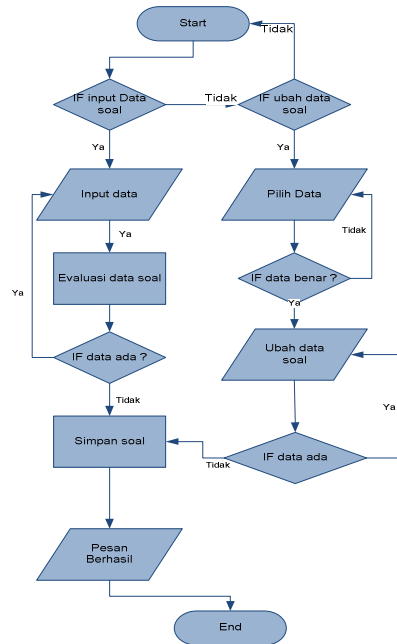 Start
Tidak
IF input Data
soal
Tidak
IF ubah data
soal
Ya
Ya
Input data
Pilih Data
Tidak
Ya
Evaluasi data soal
IF data benar ?
Ya
Ya
IF data ada ?
Ubah data
soal
Tidak
Ya
Simpan soal
Tidak
IF data ada
Pesan
Berhasil
End